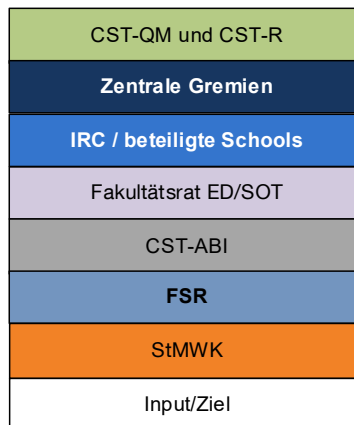 CST-QM und CST-R
Zentrale Gremien
IRC / beteiligte Schools
Fakultätsrat ED/SOT
CST-ABI
FSR
StMWK
Input/Ziel